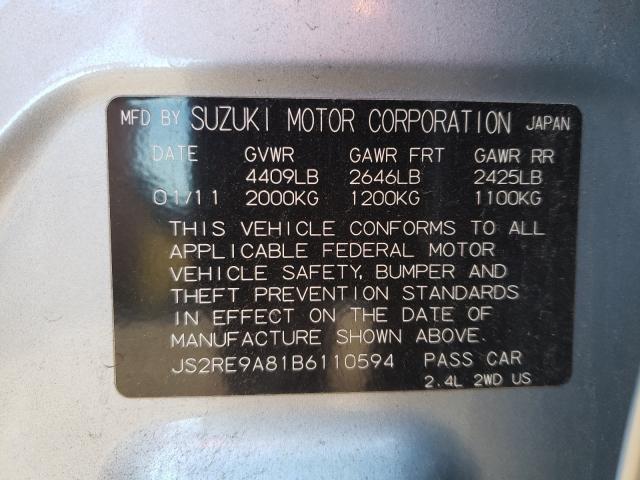 MFD BY SUZUKI MOTOR CORPORATION JAPAN
DATE GVWR GAWR FRT GAWR RR
4409LB 2646LB 2425LB
01/11 2000KG 1200KG 1100KG
THIS VEHICLE CONFORMS TO ALL
APPLICABLE FEDERAL MOTOR
VEHICLE SAFETY, BUMPER AND
THEFT PREVENTION STANDARDS
IN EFFECT ON THE DATE OF
MANUFACTURE SHOWN ABOVE.
JS2RE9A81B6110594 PASS CAR
2.4L 2WD US